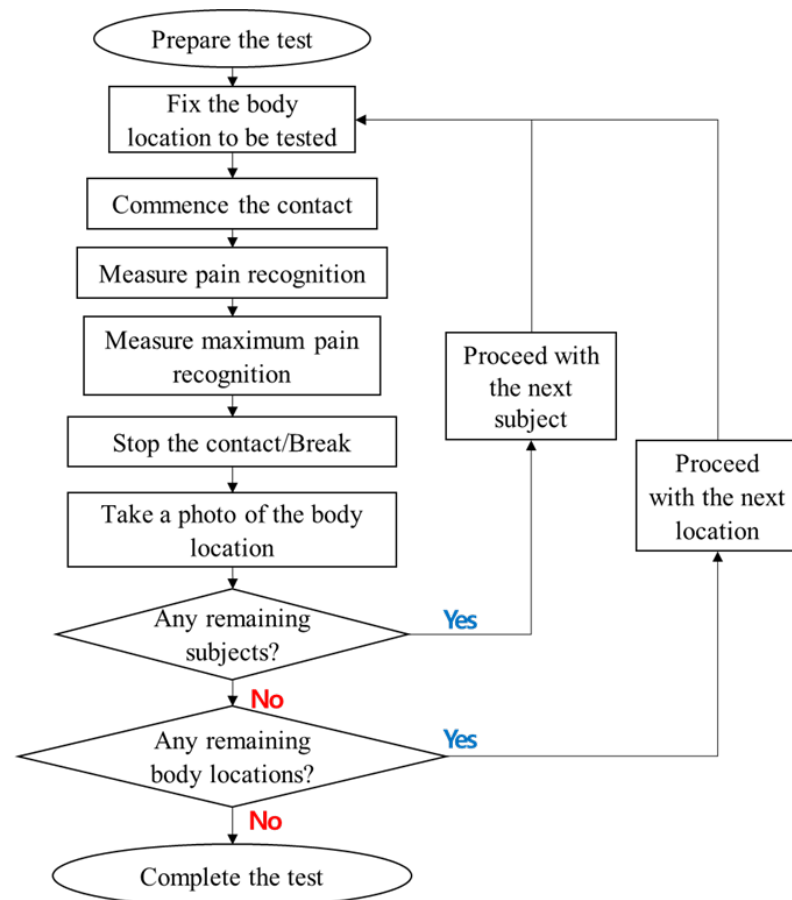 Prepare the test
Fix the body
location to be tested
Commence the contact
Measure pain recognition
Measure maximum pain
recognition
Stop the contact/Break
Take a photo of the body
location
Any remaining
subjects?
Yes
No
Proceed with
the next
subject
Any remaining
body locations?
Yes
No
Proceed
with the next
location
Complete the test